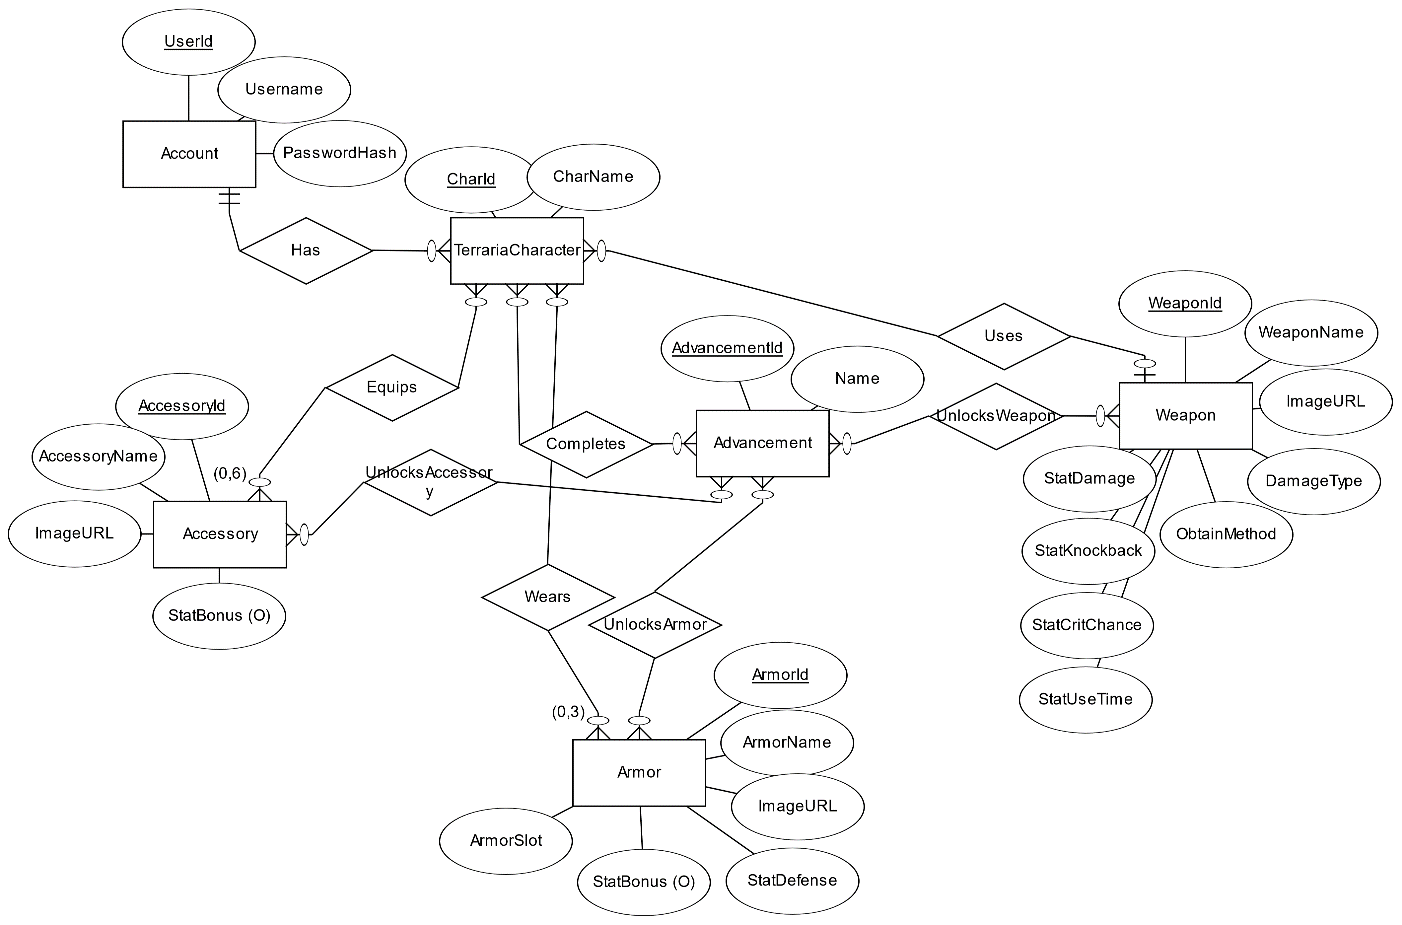 UserId
Username
Account
PasswordHash
CharId
CharName
Has
TerrariaCharacter
WeaponId
WeaponName
Uses
AdvancementId
Name
Equips
ImageURL
AccessoryId
UnlocksWeapon
Weapon
Completes
Advancement
AccessoryName
(0,6)
UnlocksAccessor
y
StatDamage
DamageType
ImageURL
Accessory
ObtainMethod
StatKnockback
Wears
StatBonus (O)
UnlocksArmor
StatCritChance
ArmorId
StatUseTime
(0,3)
ArmorName
Armor
ImageURL
ArmorSlot
StatBonus (O)
StatDefense